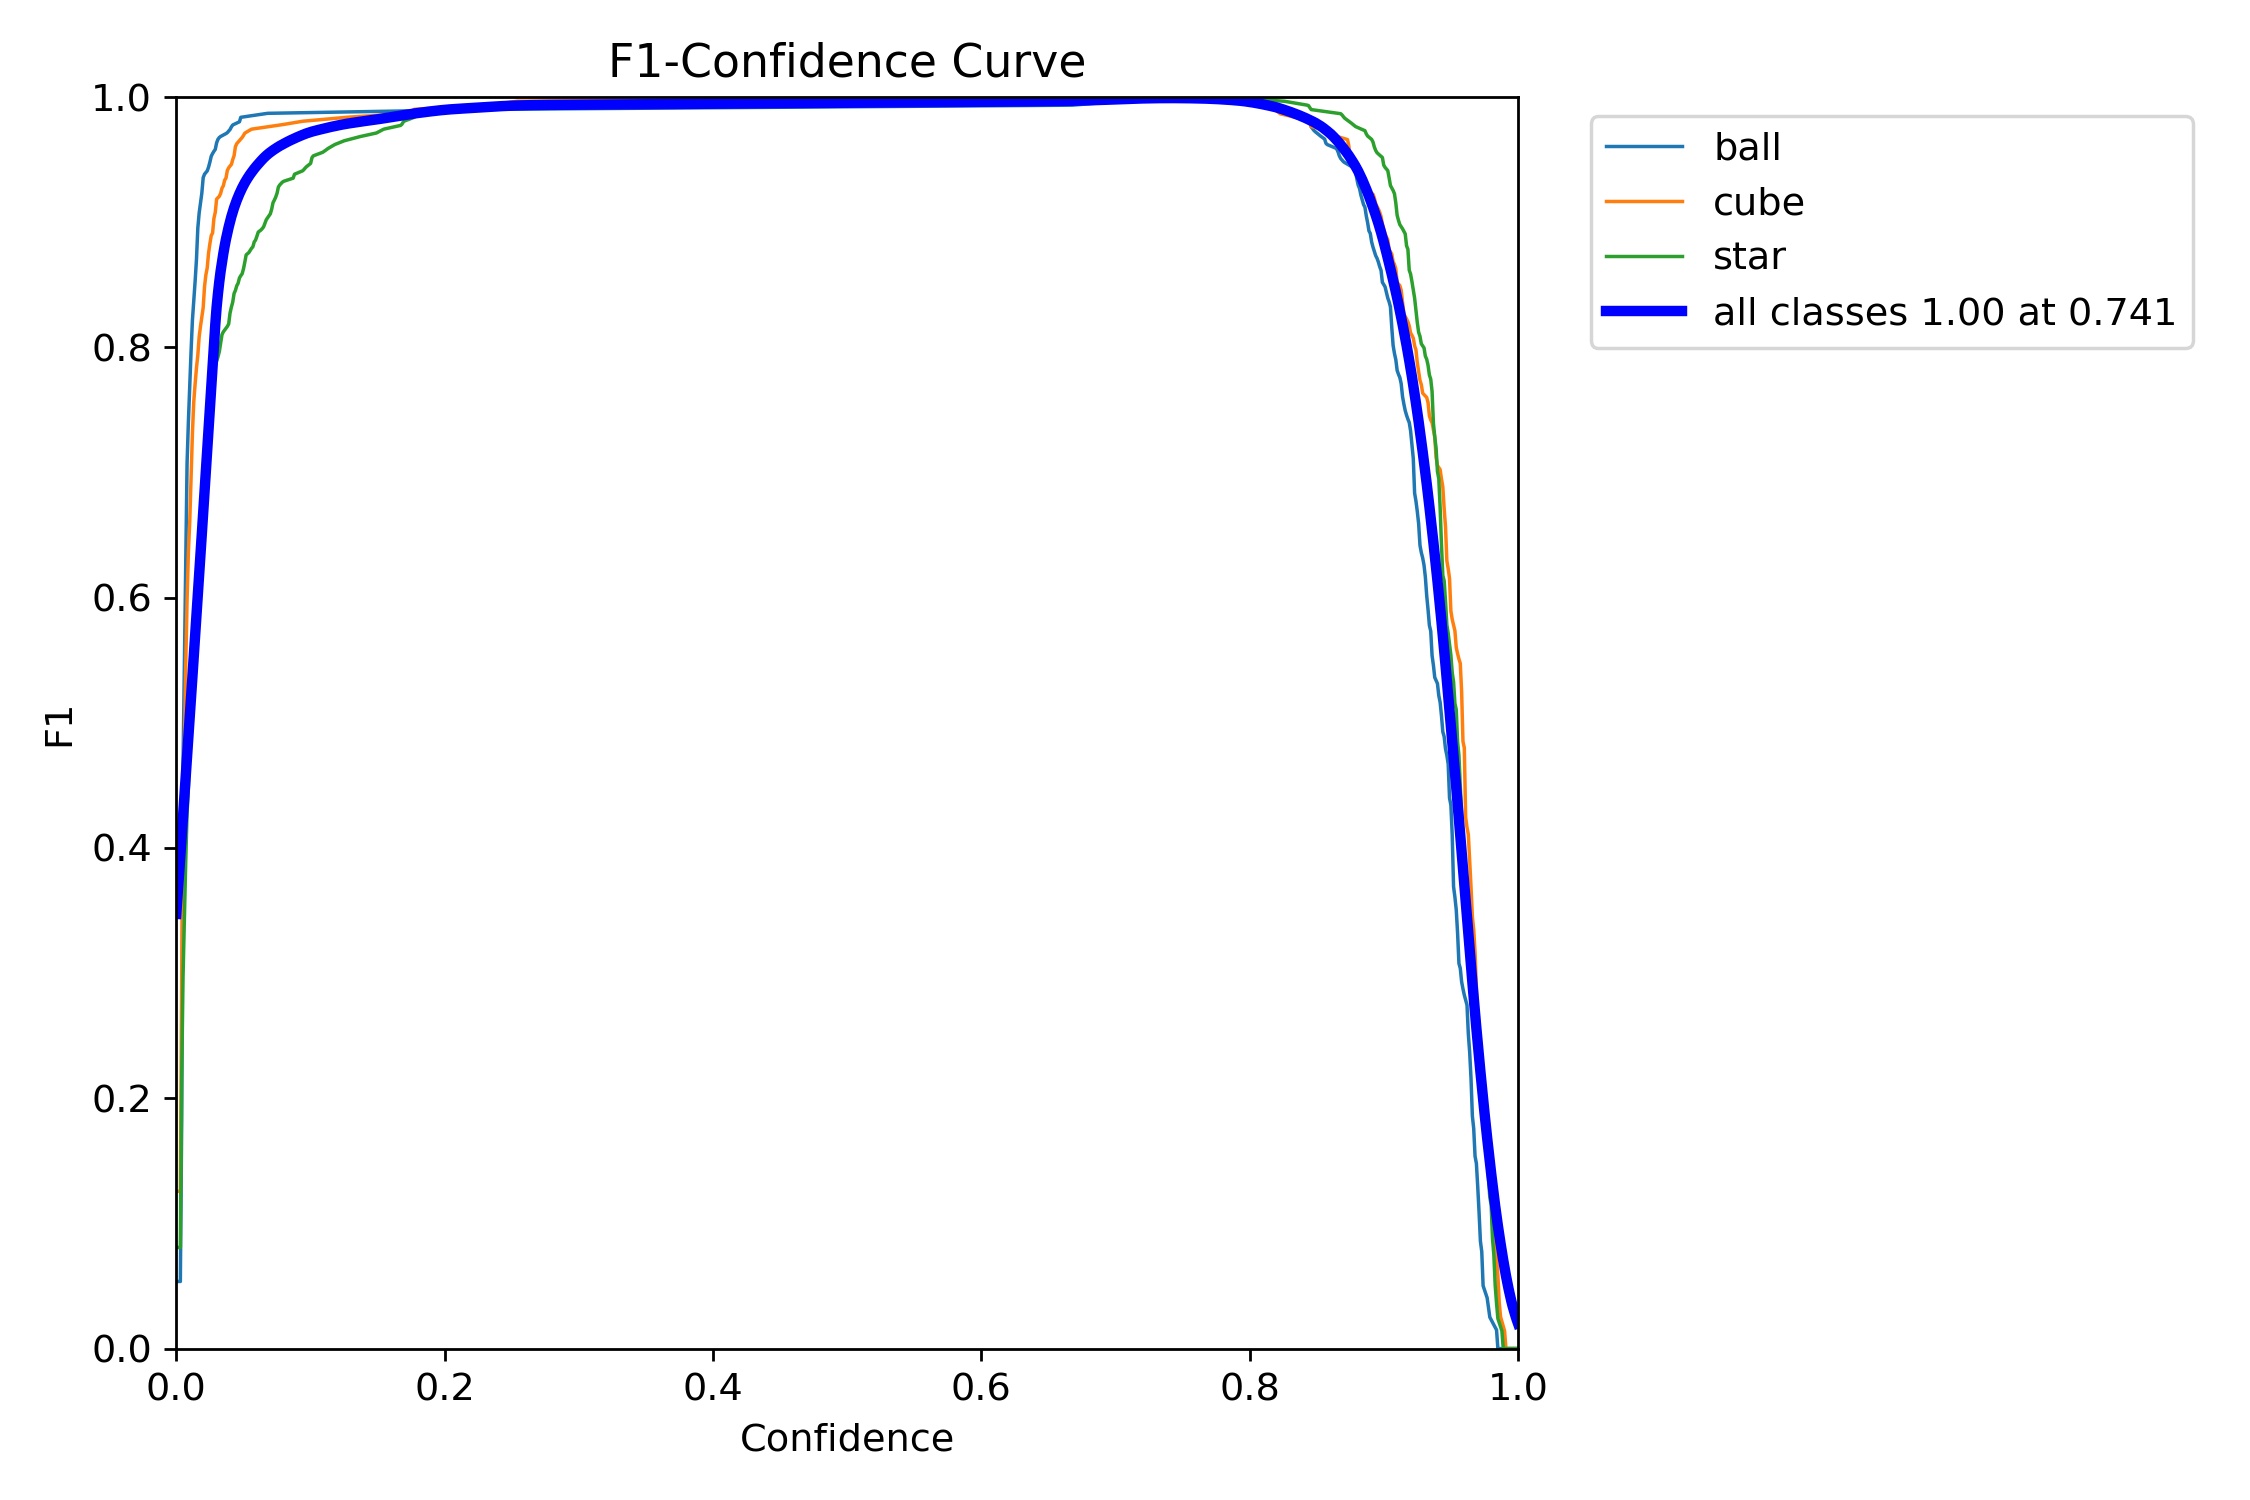 F1-Confidence Curve
1.0
0.8
0.6
0.4
0.2
0.0
F1
0.0 0.2 0.4 0.6 0.8 1.0
Confidence
ball
cube
star
all classes 1.00 at 0.741